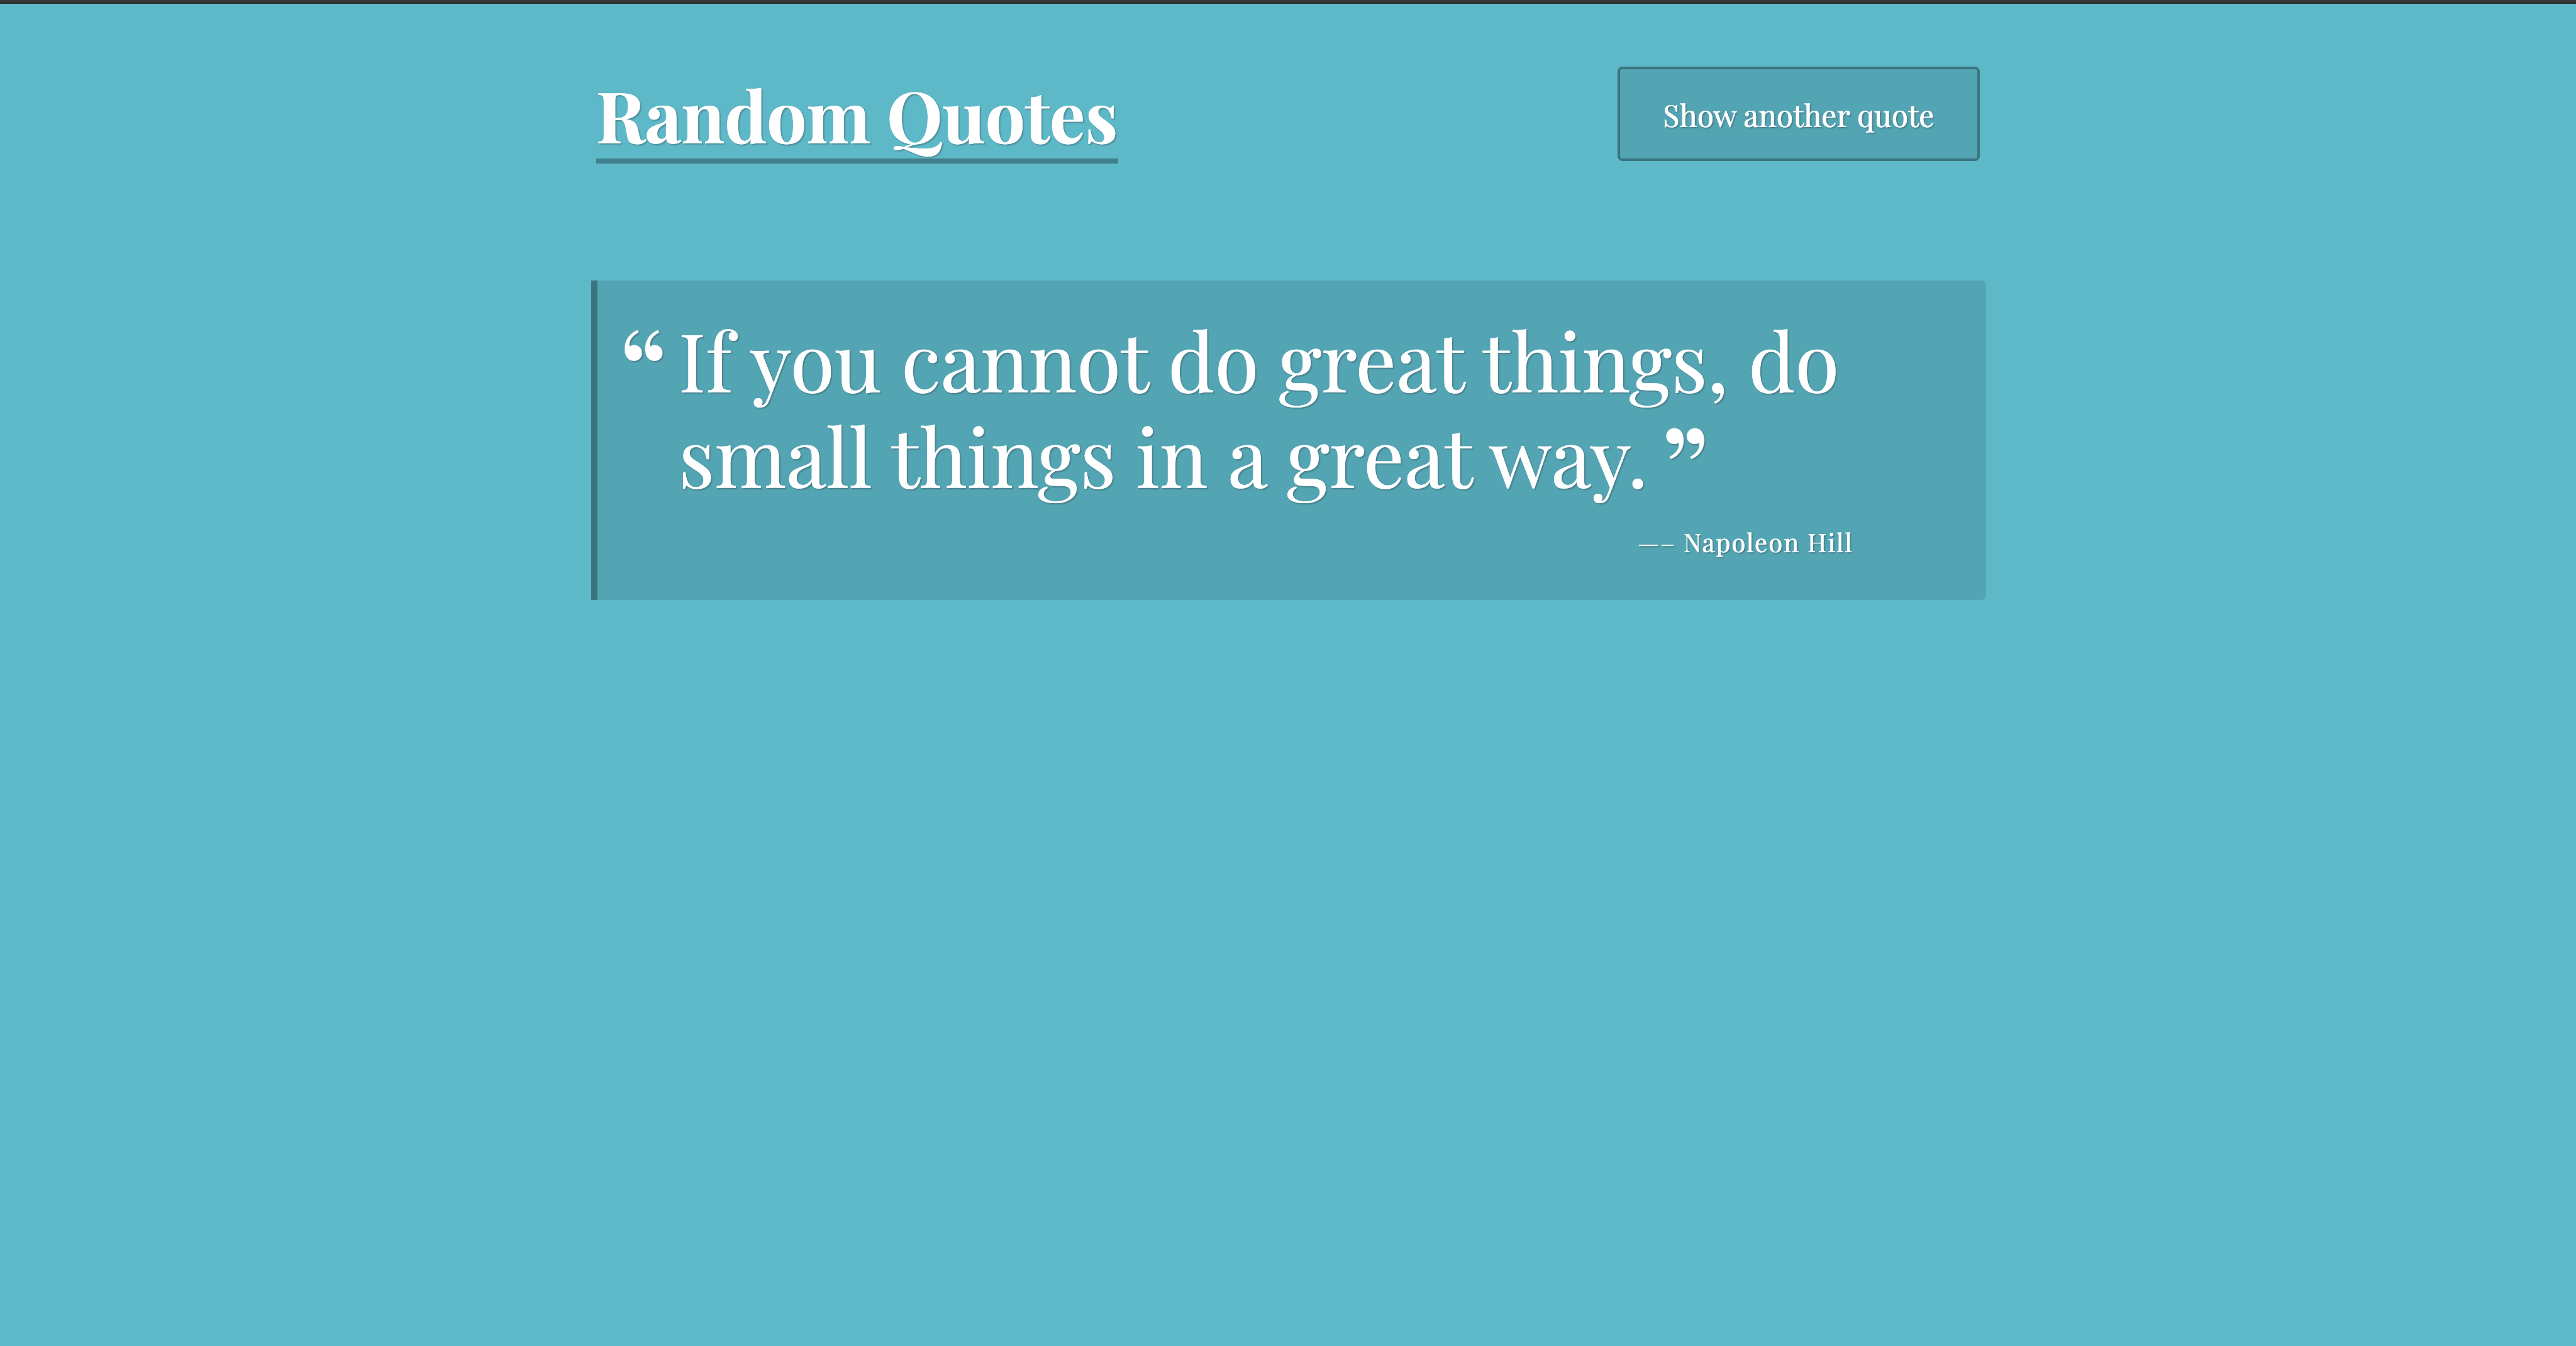 Random Quotes
Show another quote
“ If you cannot do great things, do
small things in a great way. ”
—– Napoleon Hill